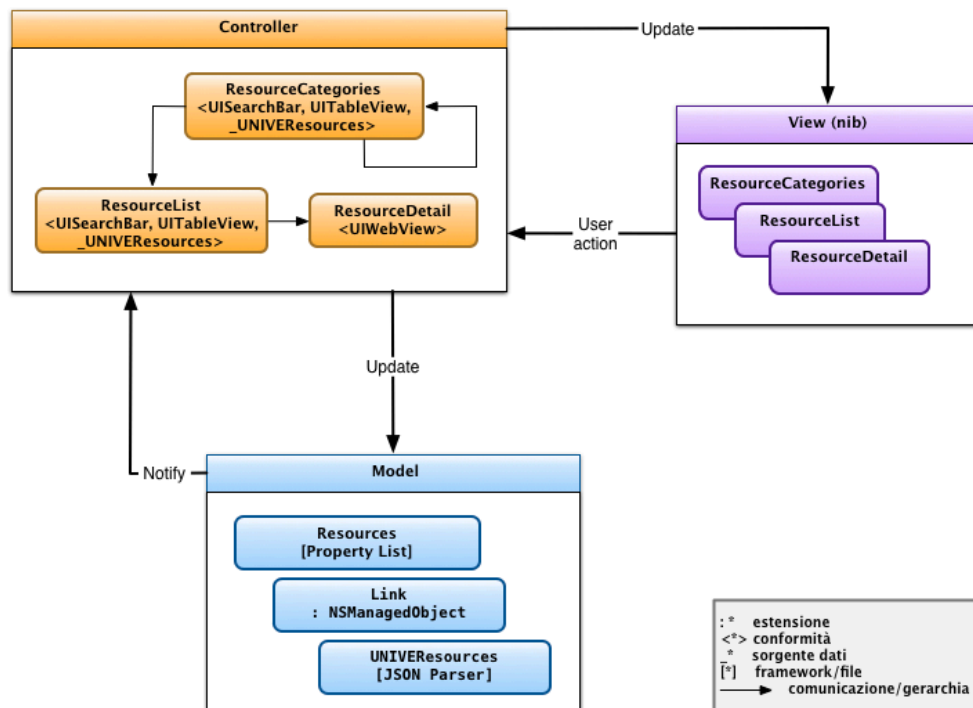 Controller
ResourceCategories
<UISearchBar, UITableView,
_UNIVEResources>
ResourceList
<UISearchBar, UITableView,
_UNIVEResources>
ResourceDetail
<UIWebView>
Update
View (nib)
ResourceCategories
ResourceList
ResourceDetail
User
action
Update
Notify
Model
Resources
[Property List]
Link
: NSManagedObject
UNIVEResources
[JSON Parser]
: * estensione
<*> conformità
_* sorgente dati
[*] framework/file
comunicazione/gerarchia